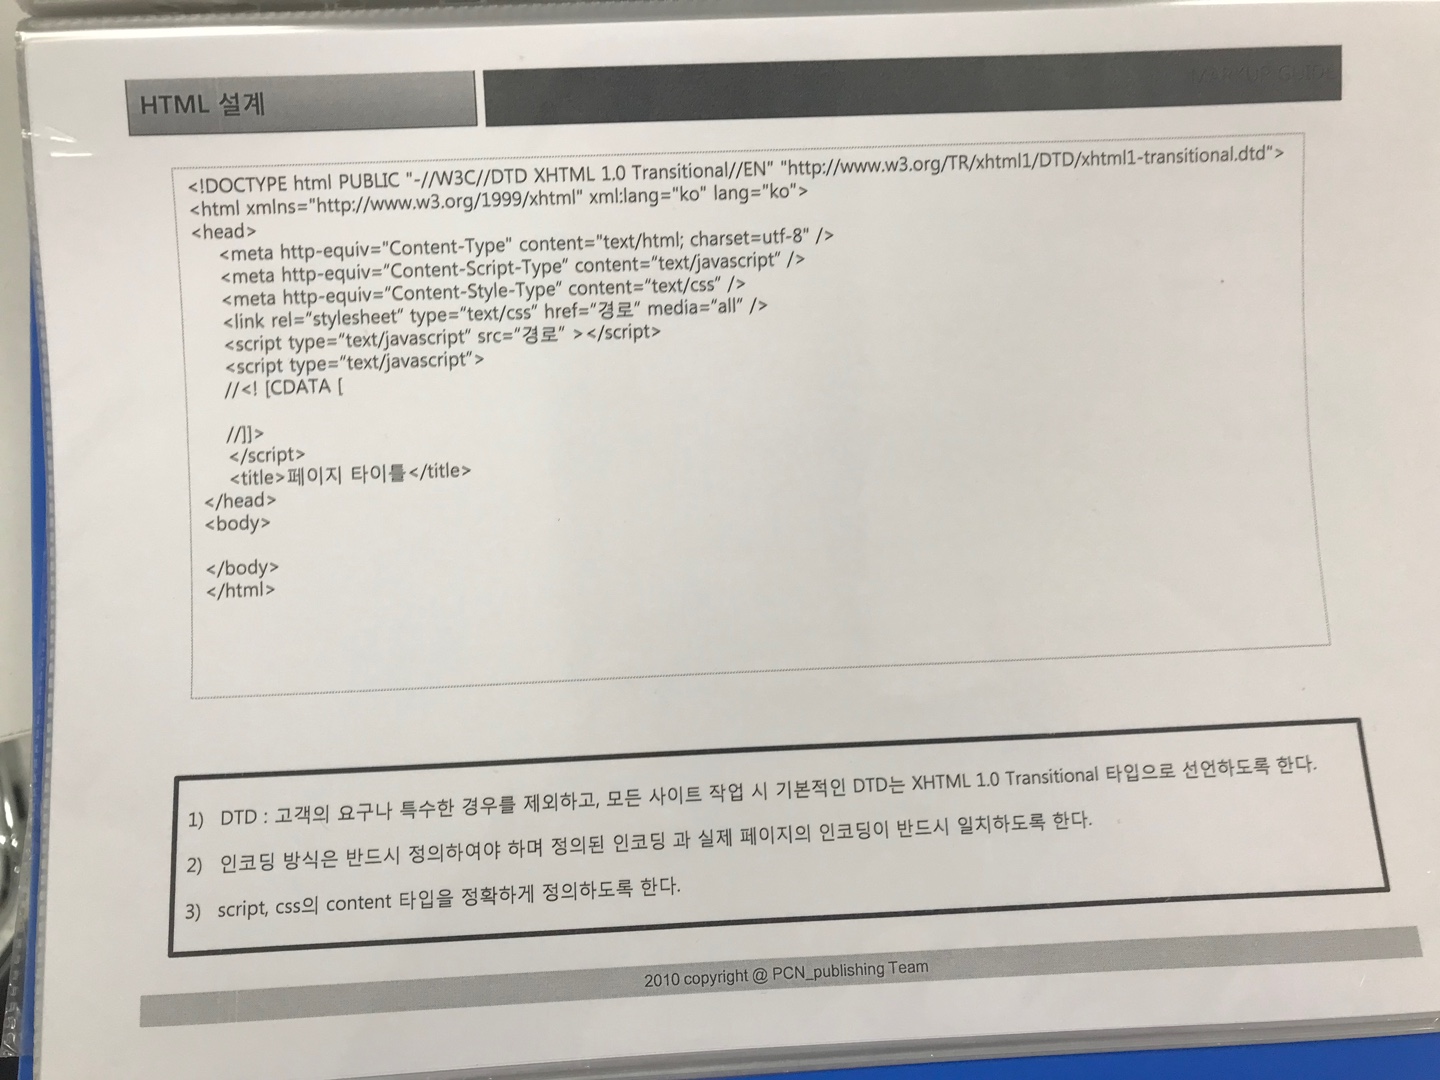 HTML 설계
MARKUP GUIDE
<!DOCTYPE html PUBLIC "-//W3C//DTD XHTML 1.0 Transitional//EN" "http://www.w3.org/TR/xhtml1/DTD/xhtml1-transitional.dtd">
<html xmlns="http://www.w3.org/1999/xhtml" xml:lang="ko" lang="ko">
<head>
<meta http-equiv="Content-Type" content="text/html; charset=utf-8" />
<meta http-equiv="Content-Script-Type" content="text/javascript" />
<meta http-equiv="Content-Style-Type" content="text/css" />
<link rel="stylesheet" type="text/css" href="경로" media="all" />
<script type="text/javascript" src="경로" ></script>
<script type="text/javascript">
//<! [CDATA [
//]]>
</script>
<title>페이지 타이틀</title>
</head>
<body>
</body>
</html>
1) DTD : 고객의 요구나 특수한 경우를 제외하고, 모든 사이트 작업 시 기본적인 DTD는 XHTML 1.0 Transitional 타입으로 선언하도록 한다.
2) 인코딩 방식은 반드시 정의하여야 하며 정의된 인코딩 과 실제 페이지의 인코딩이 반드시 일치하도록 한다.
3) script, css의 content 타입을 정확하게 정의하도록 한다.
2010 copyright @ PCN_publishing Team